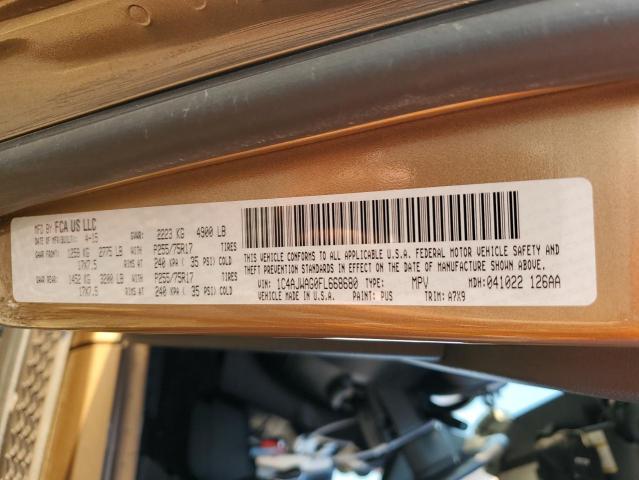 MFD BY FCA US LLC
DATE OF MFR(BUILT): 4-15 GVWR: 2223 KG 4900 LB
GAWR FRONT: 1259 KG 2775 LB WITH P255/75R17 TIRES
17X7.5 RIMS AT 240 KPA ( 35 PSI) COLD
GAWR REAR: 1452 KG 3200 LB WITH P255/75R17 TIRES
17X7.5 RIMS AT 240 KPA ( 35 PSI) COLD
THIS VEHICLE CONFORMS TO ALL APPLICABLE U.S.A. FEDERAL MOTOR VEHICLE SAFETY AND
THEFT PREVENTION STANDARDS IN EFFECT ON THE DATE OF MANUFACTURE SHOWN ABOVE.
VIN: 1C4AJWAG0FL668680 TYPE: MPV MDH: 041022 126AA
VEHICLE MADE IN U.S.A. PAINT: PUS TRIM: A7X9